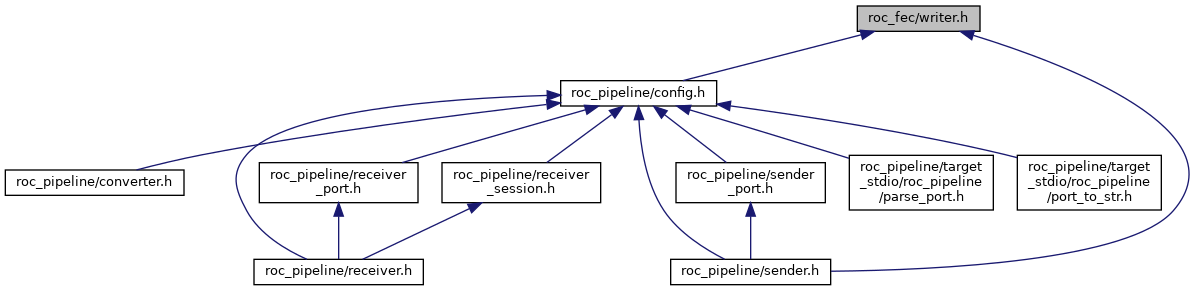 roc_fec/writer.h
roc_pipeline/config.h
roc_pipeline/converter.h
roc_pipeline/receiver
_port.h
roc_pipeline/receiver
_session.h
roc_pipeline/sender
_port.h
roc_pipeline/target
_stdio/roc_pipeline
/parse_port.h
roc_pipeline/target
_stdio/roc_pipeline
/port_to_str.h
roc_pipeline/receiver.h
roc_pipeline/sender.h